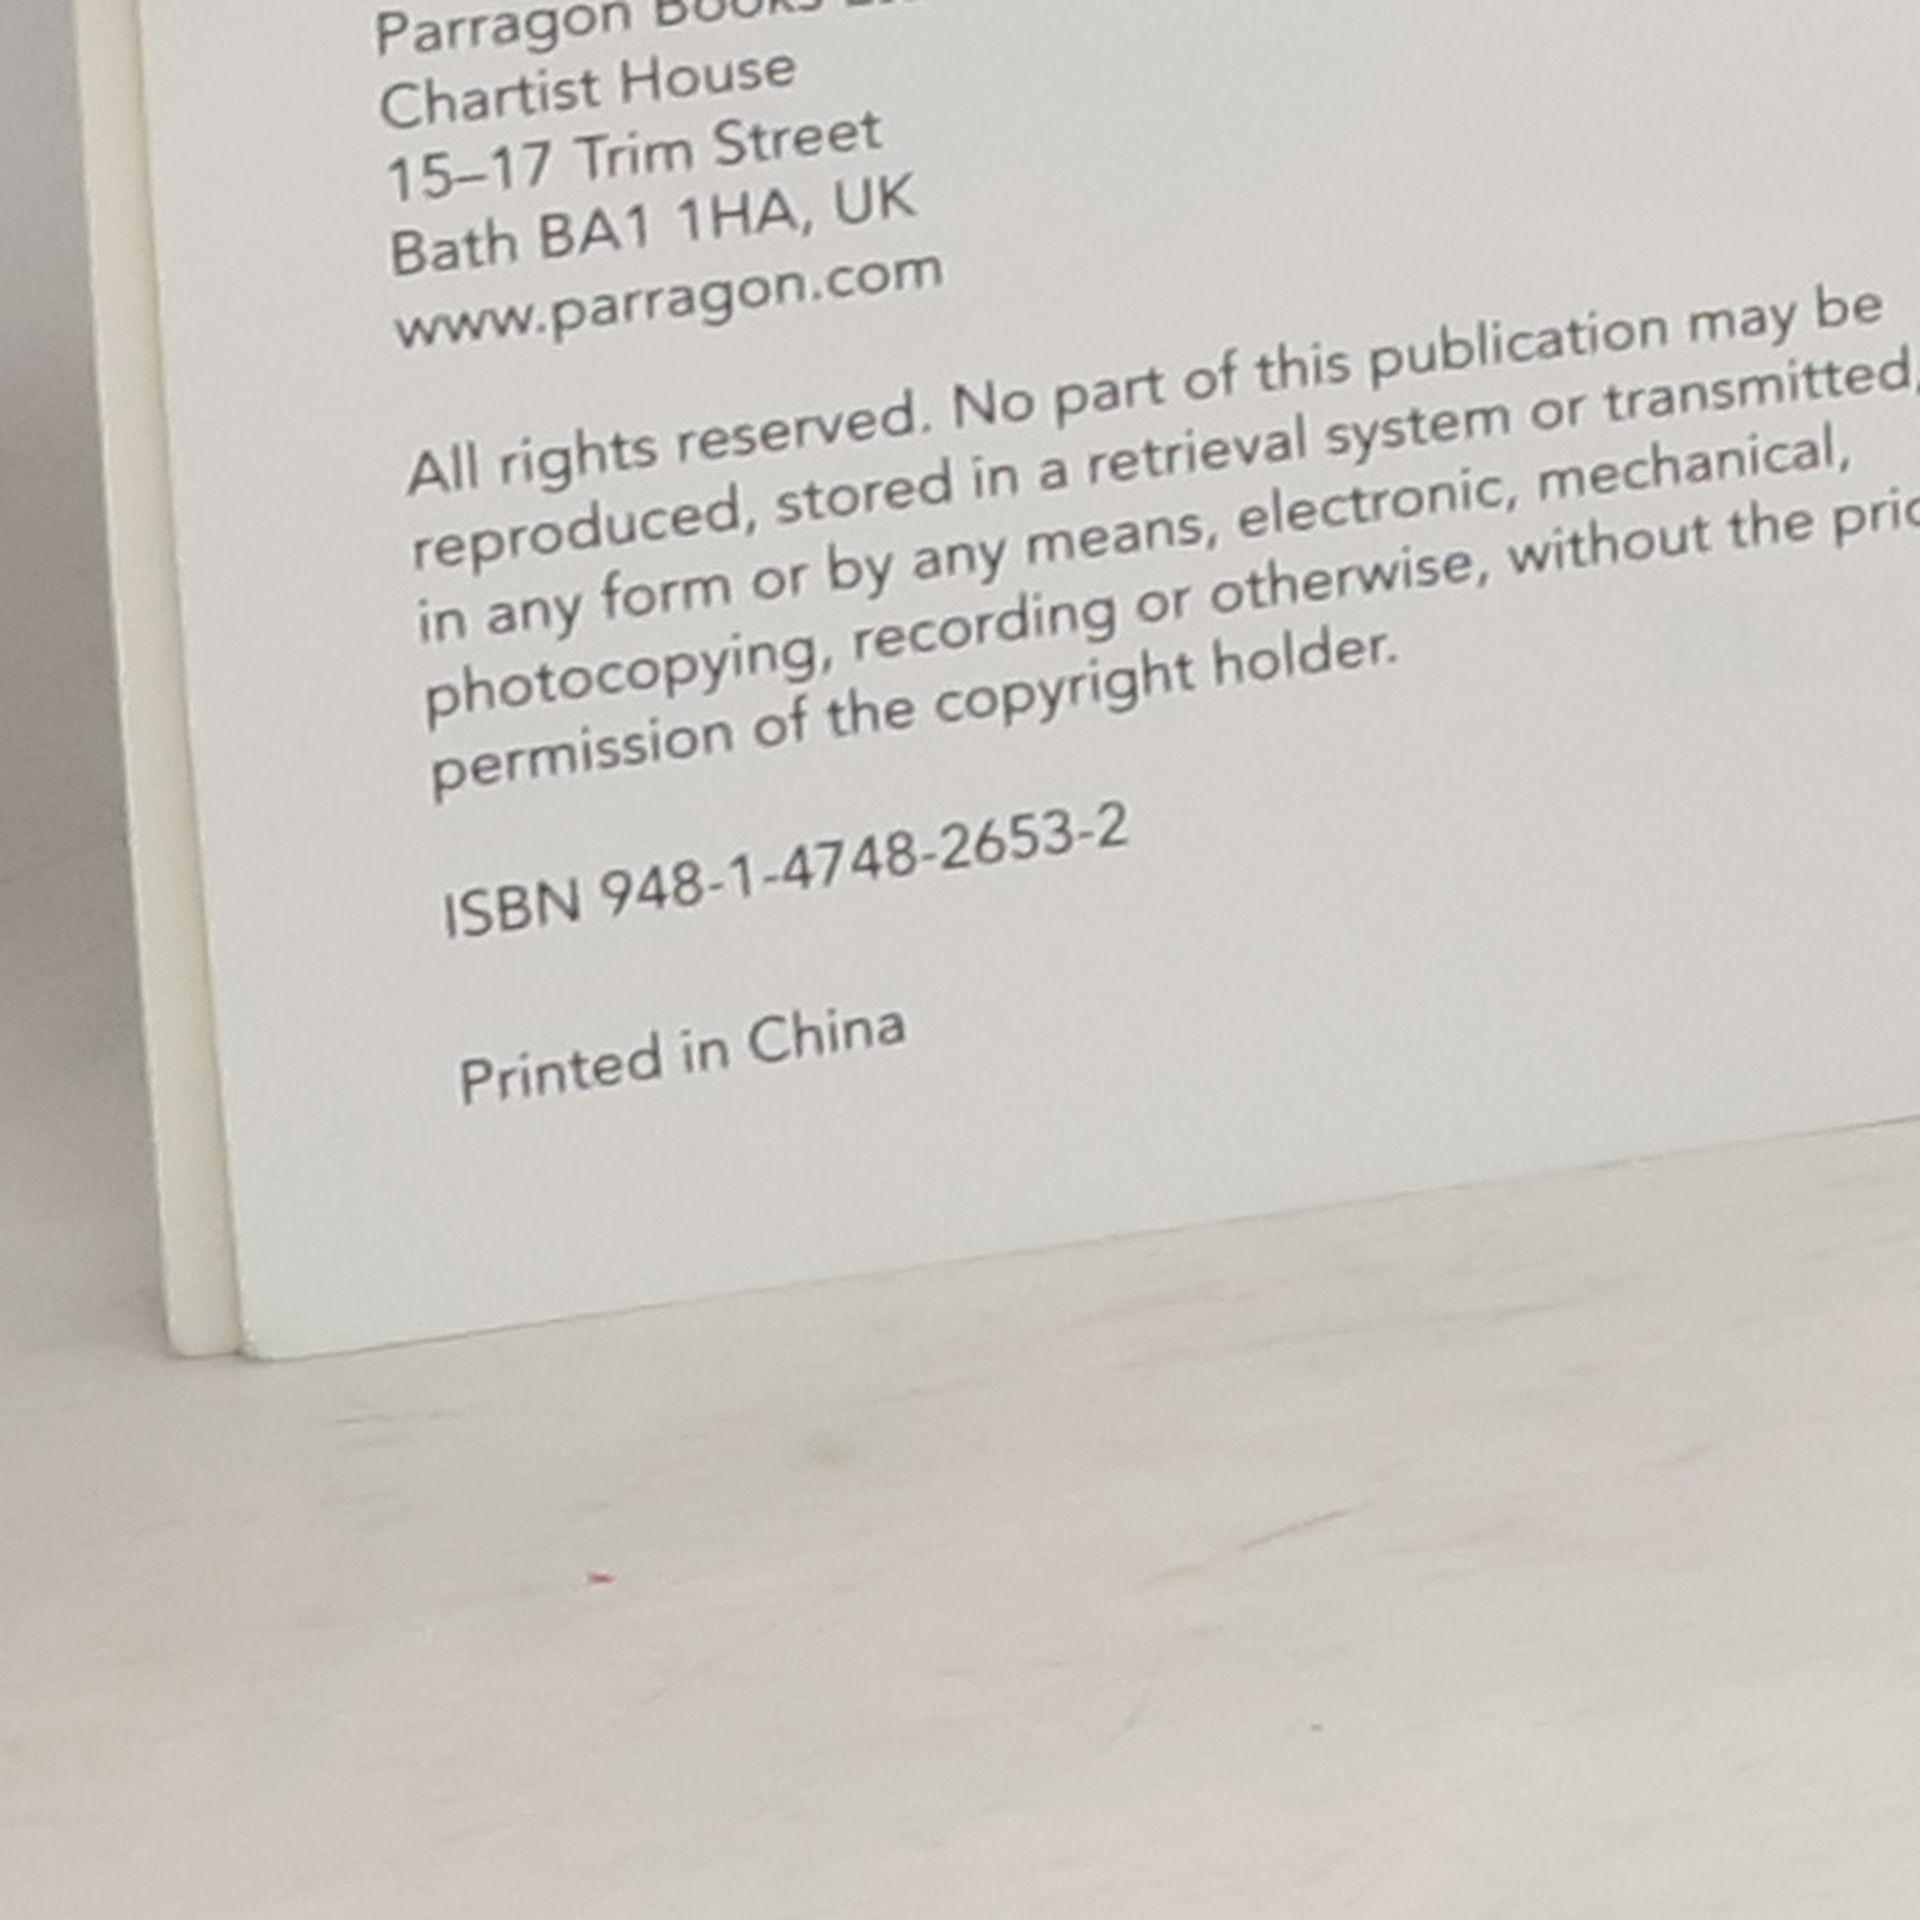 Parragon Books
Chartist House
15–17 Trim Street
Bath BA1 1HA, UK
www.parragon.com
All rights reserved. No part of this publication may be
reproduced, stored in a retrieval system or transmitted,
in any form or by any means, electronic, mechanical,
photocopying, recording or otherwise, without the
permission of the copyright holder.
ISBN 948-1-4748-2653-2
Printed in China